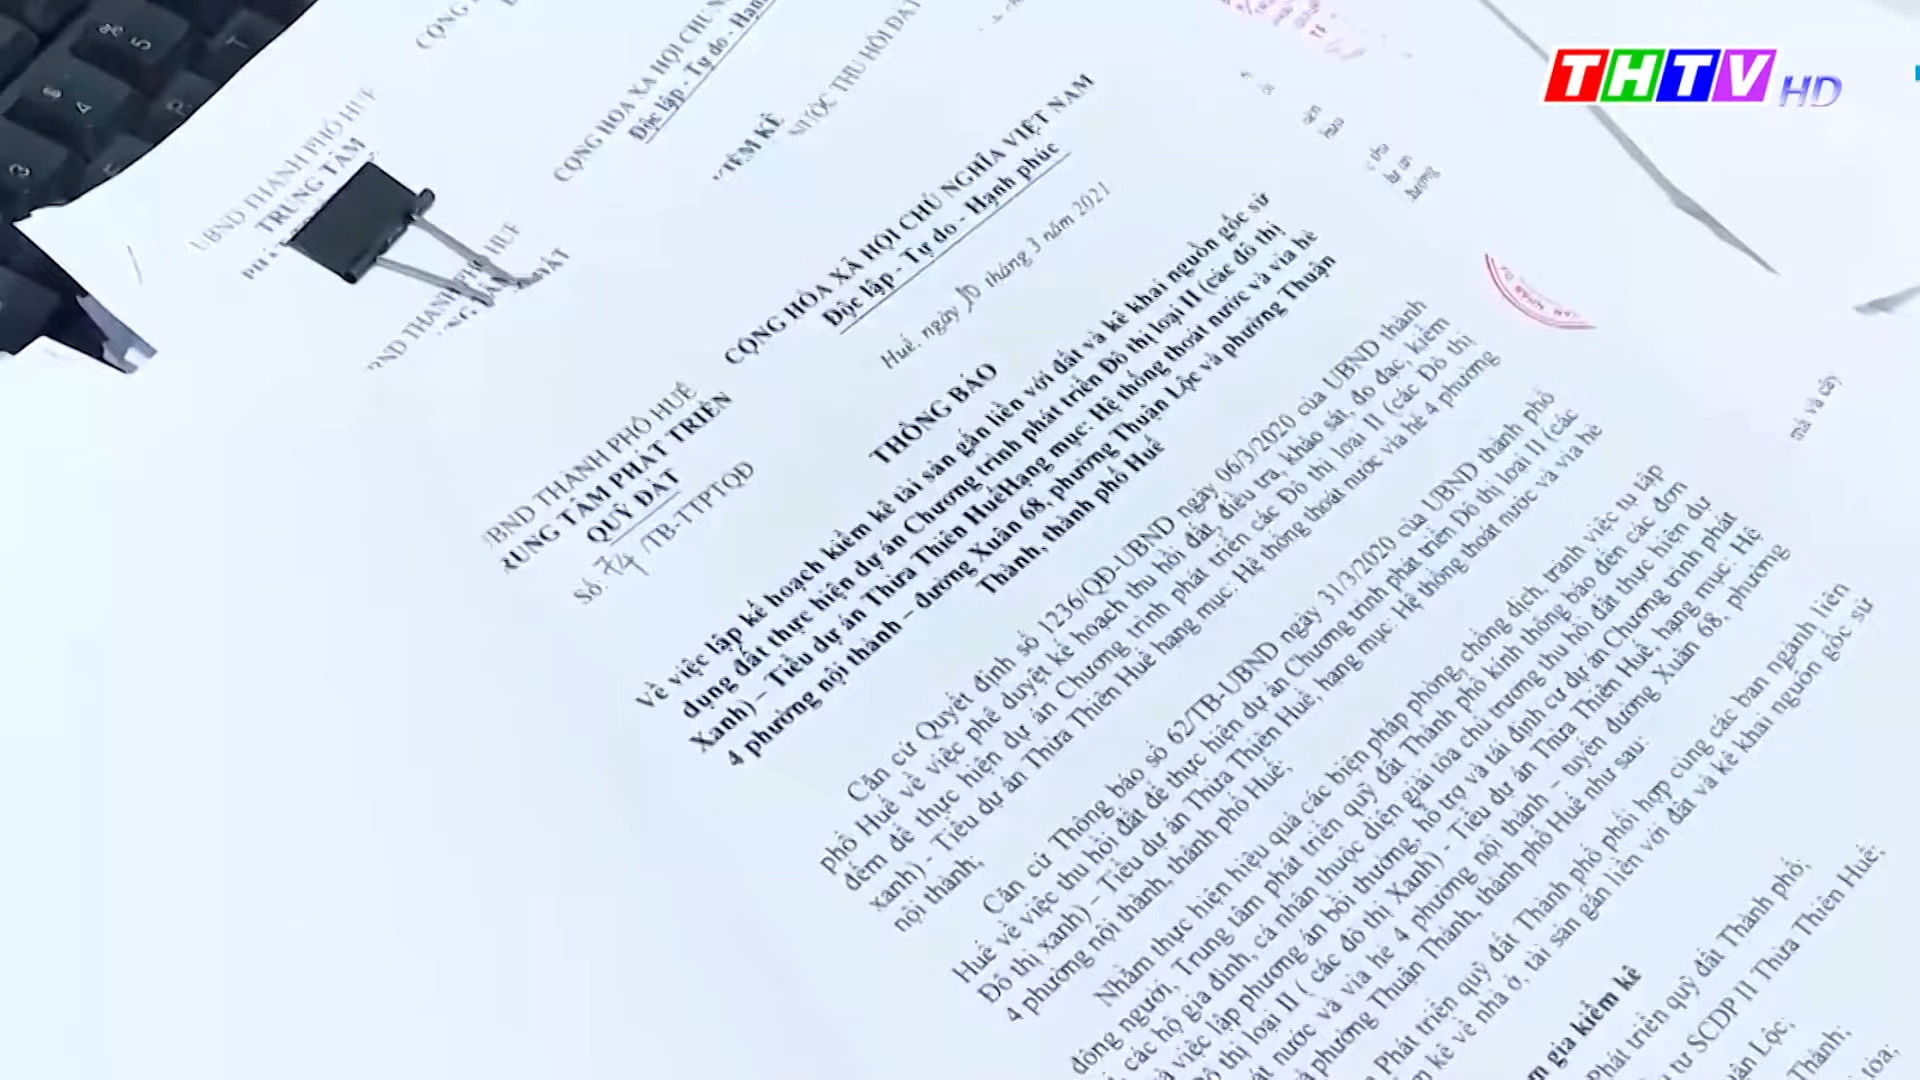 THTV HD
CỘNG HÒA XÃ HỘI CHỦ
Độc lập - Tự do - Hạnh
NƯỚC THU HỒI ĐẤT
UBND THÀNH PHỐ HUẾ
TRUNG TÂM
UBND THÀNH PHỐ HUẾ
TRUNG TÂM PHÁT TRIỂN
QUỸ ĐẤT
Số: 774 /TB-TTPTQĐ
CỘNG HÒA XÃ HỘI CHỦ NGHĨA VIỆT NAM
Độc lập - Tự do - Hạnh phúc
Huế, ngày 10 tháng 3 năm 2021
THÔNG BÁO
Về việc lập kế hoạch kiểm kê tài sản gắn liền với đất và kê khai nguồn gốc sử
dụng đất thực hiện dự án Chương trình phát triển Đô thị loại II (các đô thị
Xanh) – Tiểu dự án Thừa Thiên HuếHạng mục: Hệ thống thoát nước và vỉa hè
4 phường nội thành – đường Xuân 68, phường Thuận Lộc và phường Thuận
Thành, thành phố Huế
Căn cứ Quyết định số 1236/QĐ-UBND ngày 06/3/2020 của UBND thành
phố Huế về việc phê duyệt kế hoạch thu hồi đất, điều tra, khảo sát, đo đạc, kiểm
đếm để thực hiện dự án Chương trình phát triển các Đô thị loại II (các Đô thị
xanh) - Tiểu dự án Thừa Thiên Huế hạng mục: Hệ thống thoát nước vỉa hè 4 phường
nội thành;
Căn cứ Thông báo số 62/TB-UBND ngày 31/3/2020 của UBND thành phố
Huế về việc thu hồi đất để thực hiện dự án Chương trình phát triển Đô thị loại II (các
Đô thị xanh) – Tiểu dự án Thừa Thiên Huế, hạng mục: Hệ thống thoát nước và vỉa hè
4 phường nội thành, thành phố Huế;
Nhằm thực hiện hiệu quả các biện pháp phòng, chống dịch, tránh việc tụ tập
đông người, Trung tâm phát triển quỹ đất Thành phố kính thông báo đến các đơn
các hộ gia đình, cá nhân thuộc diện giải tỏa chủ trương thu hồi đất thực hiện dự
việc lập phương án bồi thường, hỗ trợ và tái định cư dự án Chương trình phát
thị loại II ( các đô thị Xanh) - Tiểu dự án Thừa Thiên Huế, hạng mục: Hệ
nước và vỉa hè 4 phường nội thành – tuyến đường Xuân 68, phường
phường Thuận Thành, thành phố Huế như sau:
Phát triển quỹ đất Thành phố phối hợp cùng các ban ngành liên
kê về nhà ở, tài sản gắn liền với đất và kê khai nguồn gốc sử
gia kiểm kê
Phát triển quỹ đất Thành phố;
tư SCDP II Thừa Thiên Huế;
Lộc,
Thành;
tỏa;
mả và cây